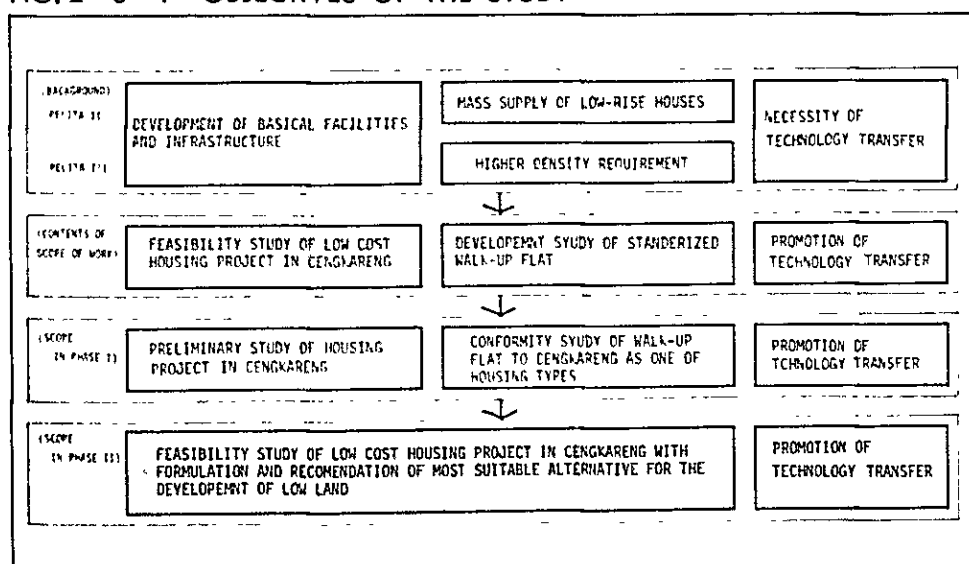 OBJECTIVES OF THE STUDY
(BACKGROUND)
PELITA II
PELITA III
DEVELOPMENT OF BASICAL FACILITIES
AND INFRASTRUCTURE
MASS SUPPLY OF LOW-RISE HOUSES
HIGHER DENSITY REQUIREMENT
NECESSITY OF
TECHNOLOGY TRANSFER
(CONTENTS OF
SCOPE OF WORK)
FEASIBILITY STUDY OF LOW COST
HOUSING PROJECT IN CENGKARENG
DEVELOPEMNT SYUDY OF STANDERIZED
WALK-UP FLAT
PROMOTION OF
TECHNOLOGY TRANSFER
(SCOPE
IN PHASE I)
PRELIMINARY STUDY OF HOUSING
PROJECT IN CENGKARENG
CONFORMITY SYUDY OF WALK-UP
FLAT TO CENGKARENG AS ONE OF
HOUSING TYPES
PROMOTION OF
TCHNOLOGY TRANSFER
(SCOPE
IN PHASE II)
FEASIBILITY STUDY OF LOW COST HOUSING PROJECT IN CENGKARENG WITH
FORMULATION AND RECOMENDATION OF MOST SUITABLE ALTERNATIVE FOR THE
DEVELOPEMNT OF LOW LAND
PROMOTION OF
TECHNOLOGY TRANSFER